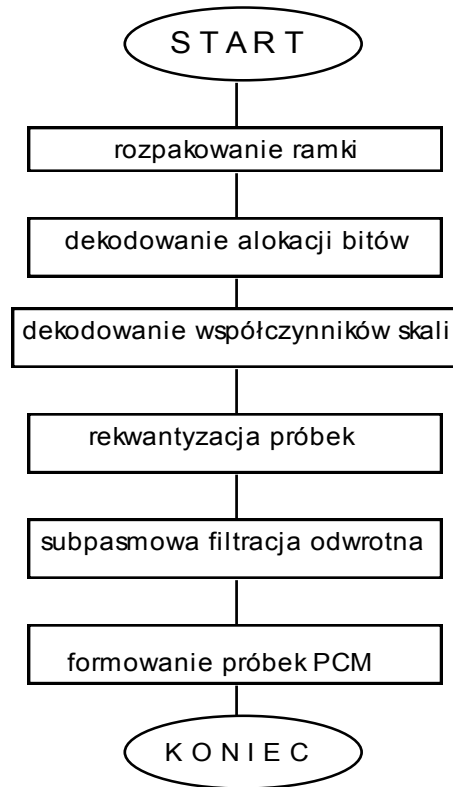 START
rozpakowanie ramki
dekodowanie alokacji bitów
dekodowanie współczynników skali
rekwantyzacja próbek
subpasmowa filtracja odwrotna
formowanie próbek PCM
KONIEC